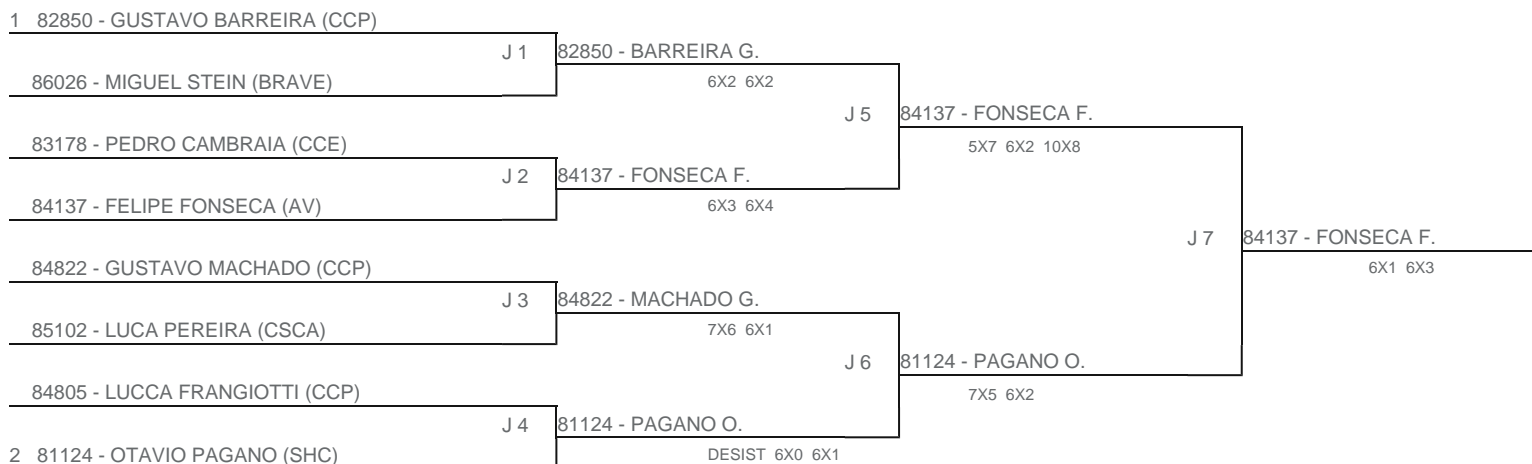 1 82850 - GUSTAVO BARREIRA (CCP)
J 1
82850 - BARREIRA G.
86026 - MIGUEL STEIN (BRAVE)
6X2 6X2
J 5
84137 - FONSECA F.
83178 - PEDRO CAMBRAIA (CCE)
5X7 6X2 10X8
J 2
84137 - FONSECA F.
84137 - FELIPE FONSECA (AV)
6X3 6X4
J 7
84137 - FONSECA F.
84822 - GUSTAVO MACHADO (CCP)
6X1 6X3
J 3
84822 - MACHADO G.
85102 - LUCA PEREIRA (CSCA)
7X6 6X1
J 6
81124 - PAGANO O.
84805 - LUCCA FRANGIOTTI (CCP)
7X5 6X2
J 4
81124 - PAGANO O.
2 81124 - OTAVIO PAGANO (SHC)
DESIST 6X0 6X1